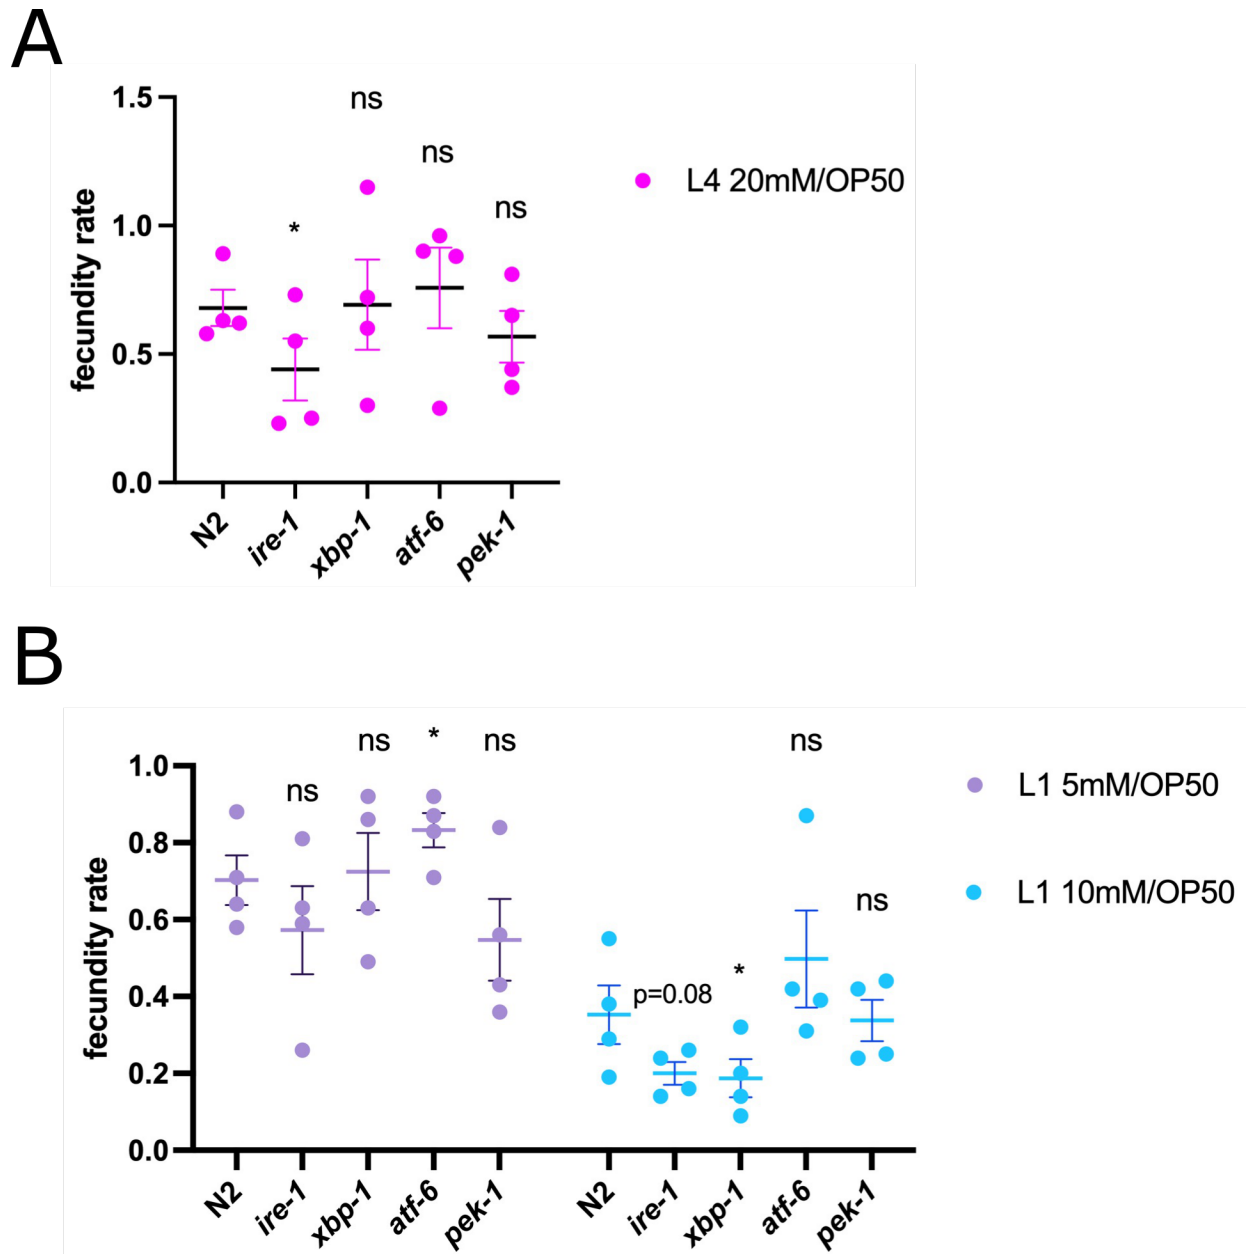 A
1.5
1.0
0.5
0.0
fecundity rate
ns
ns
ns
*
L4 20mM/OP50
N2
ire-1
xbp-1
atf-6
pek-1
B
1.0
0.8
0.6
0.4
0.2
0.0
fecundity rate
ns
ns
*
ns
ns
p=0.08
*
ns
L1 5mM/OP50
L1 10mM/OP50
N2
ire-1
xbp-1
atf-6
pek-1
N2
ire-1
xbp-1
atf-6
pek-1